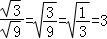 √3/√9 = √(3/9) = √(1/3) = 3